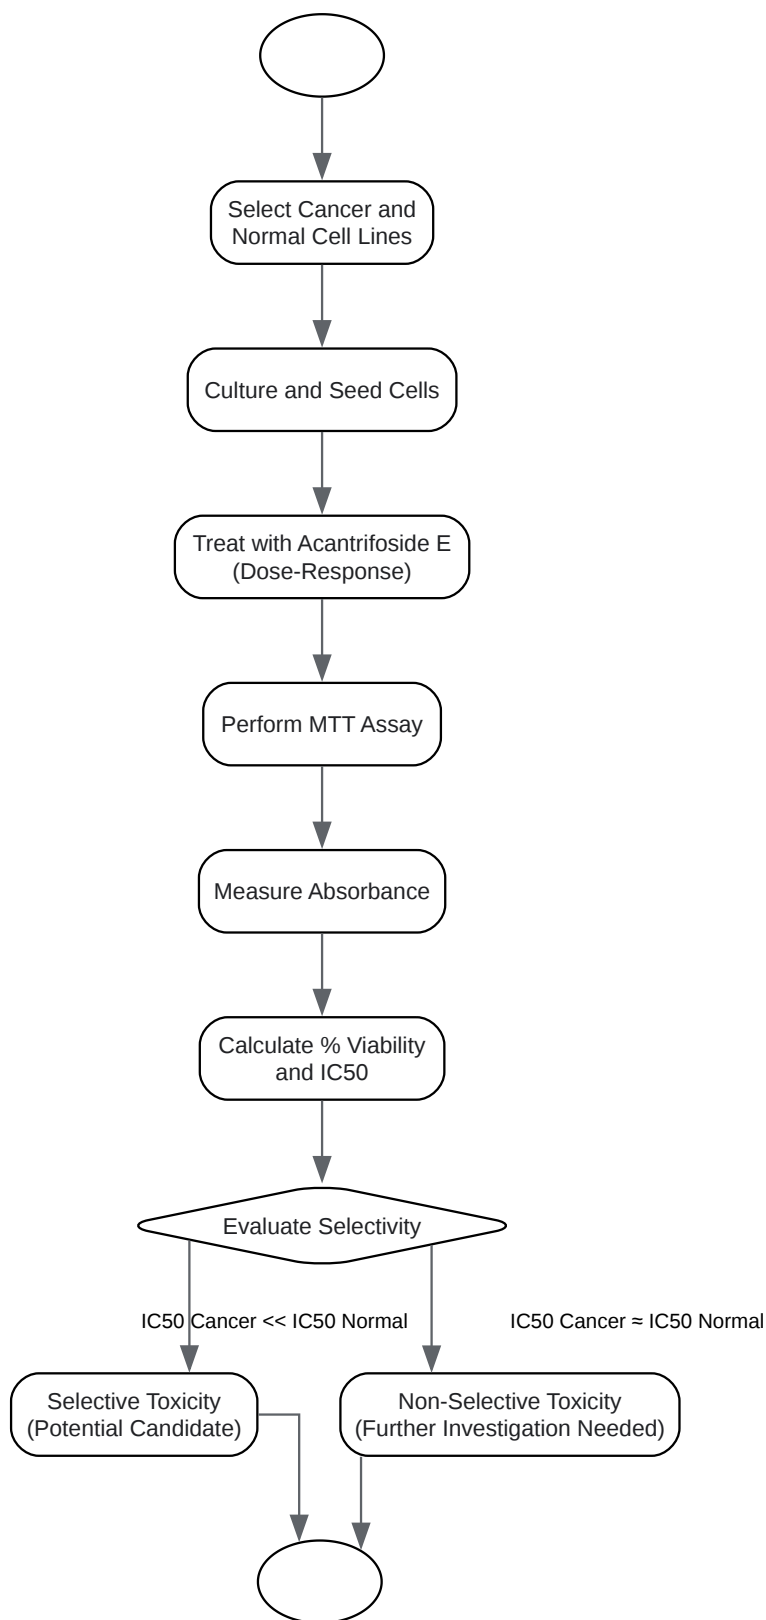 Select Cancer and
Normal Cell Lines
Culture and Seed Cells
Treat with Acantrifoside E
(Dose-Response)
Perform MTT Assay
Measure Absorbance
Calculate % Viability
and IC50
Evaluate Selectivity
IC50 Cancer << IC50 Normal
IC50 Cancer ≈ IC50 Normal
Selective Toxicity
(Potential Candidate)
Non-Selective Toxicity
(Further Investigation Needed)